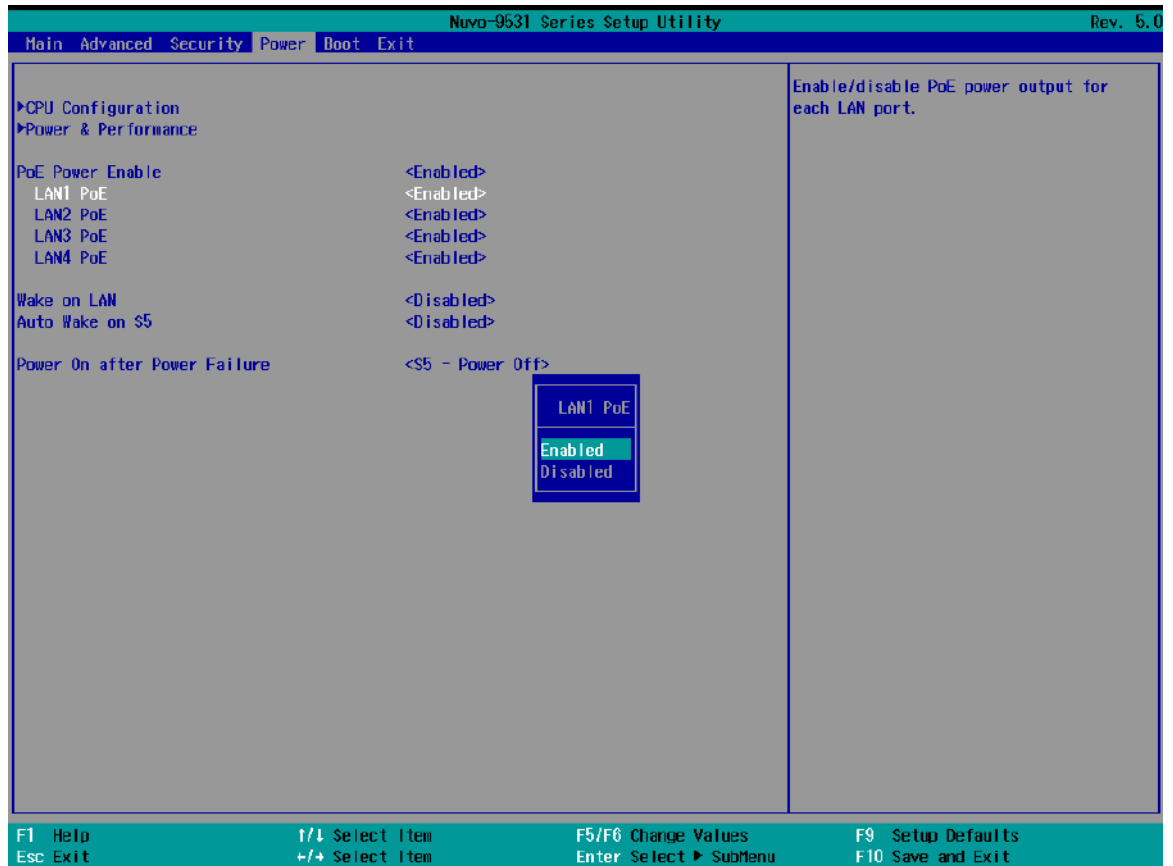 Nuvo-9531 Series Setup Utility Rev. 5.0
Main Advanced Security Power Boot Exit
▶CPU Configuration
▶Power & Performance
PoE Power Enable <Enabled>
LAN1 PoE <Enabled>
LAN2 PoE <Enabled>
LAN3 PoE <Enabled>
LAN4 PoE <Enabled>
Wake on LAN <Disabled>
Auto Wake on S5 <Disabled>
Power On after Power Failure <S5 - Power Off>
LAN1 PoE
Enabled
Disabled
Enable/disable PoE power output for
each LAN port.
F1 Help ↑/↓ Select Item F5/F6 Change Values F9 Setup Defaults
Esc Exit ←/→ Select Item Enter Select ▶ SubMenu F10 Save and Exit